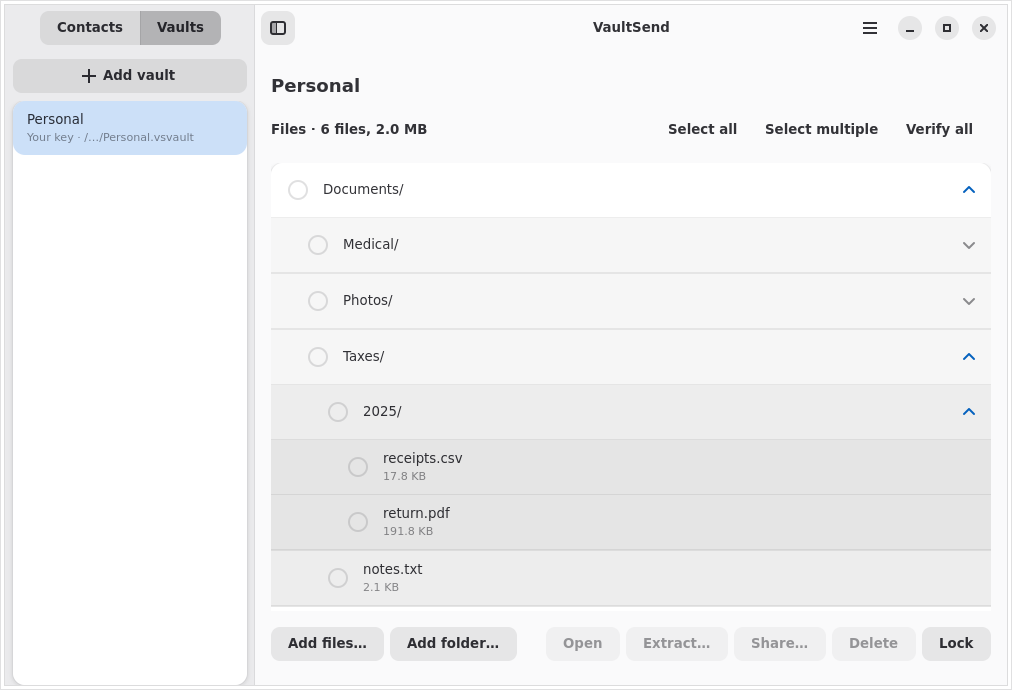 Contacts
Vaults
VaultSend
Add vault
Personal
Your key · /…/Personal.vsvault
Personal
Files · 6 files, 2.0 MB
Select all
Select multiple
Verify all
Documents/
Medical/
Photos/
Taxes/
2025/
receipts.csv
17.8 KB
return.pdf
191.8 KB
notes.txt
2.1 KB
Add files…
Add folder…
Open
Extract…
Share…
Delete
Lock